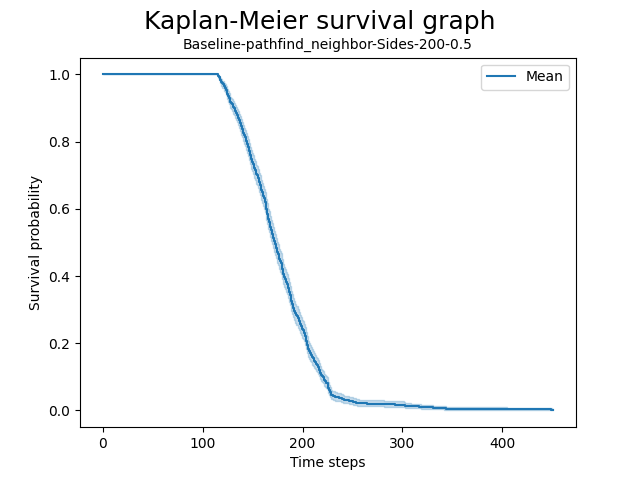 Kaplan-Meier survival graph
Baseline-pathfind_neighbor-Sides-200-0.5
Mean
1.0
0.8
0.6
0.4
0.2
0.0
Survival probability
0 100 200 300 400
Time steps